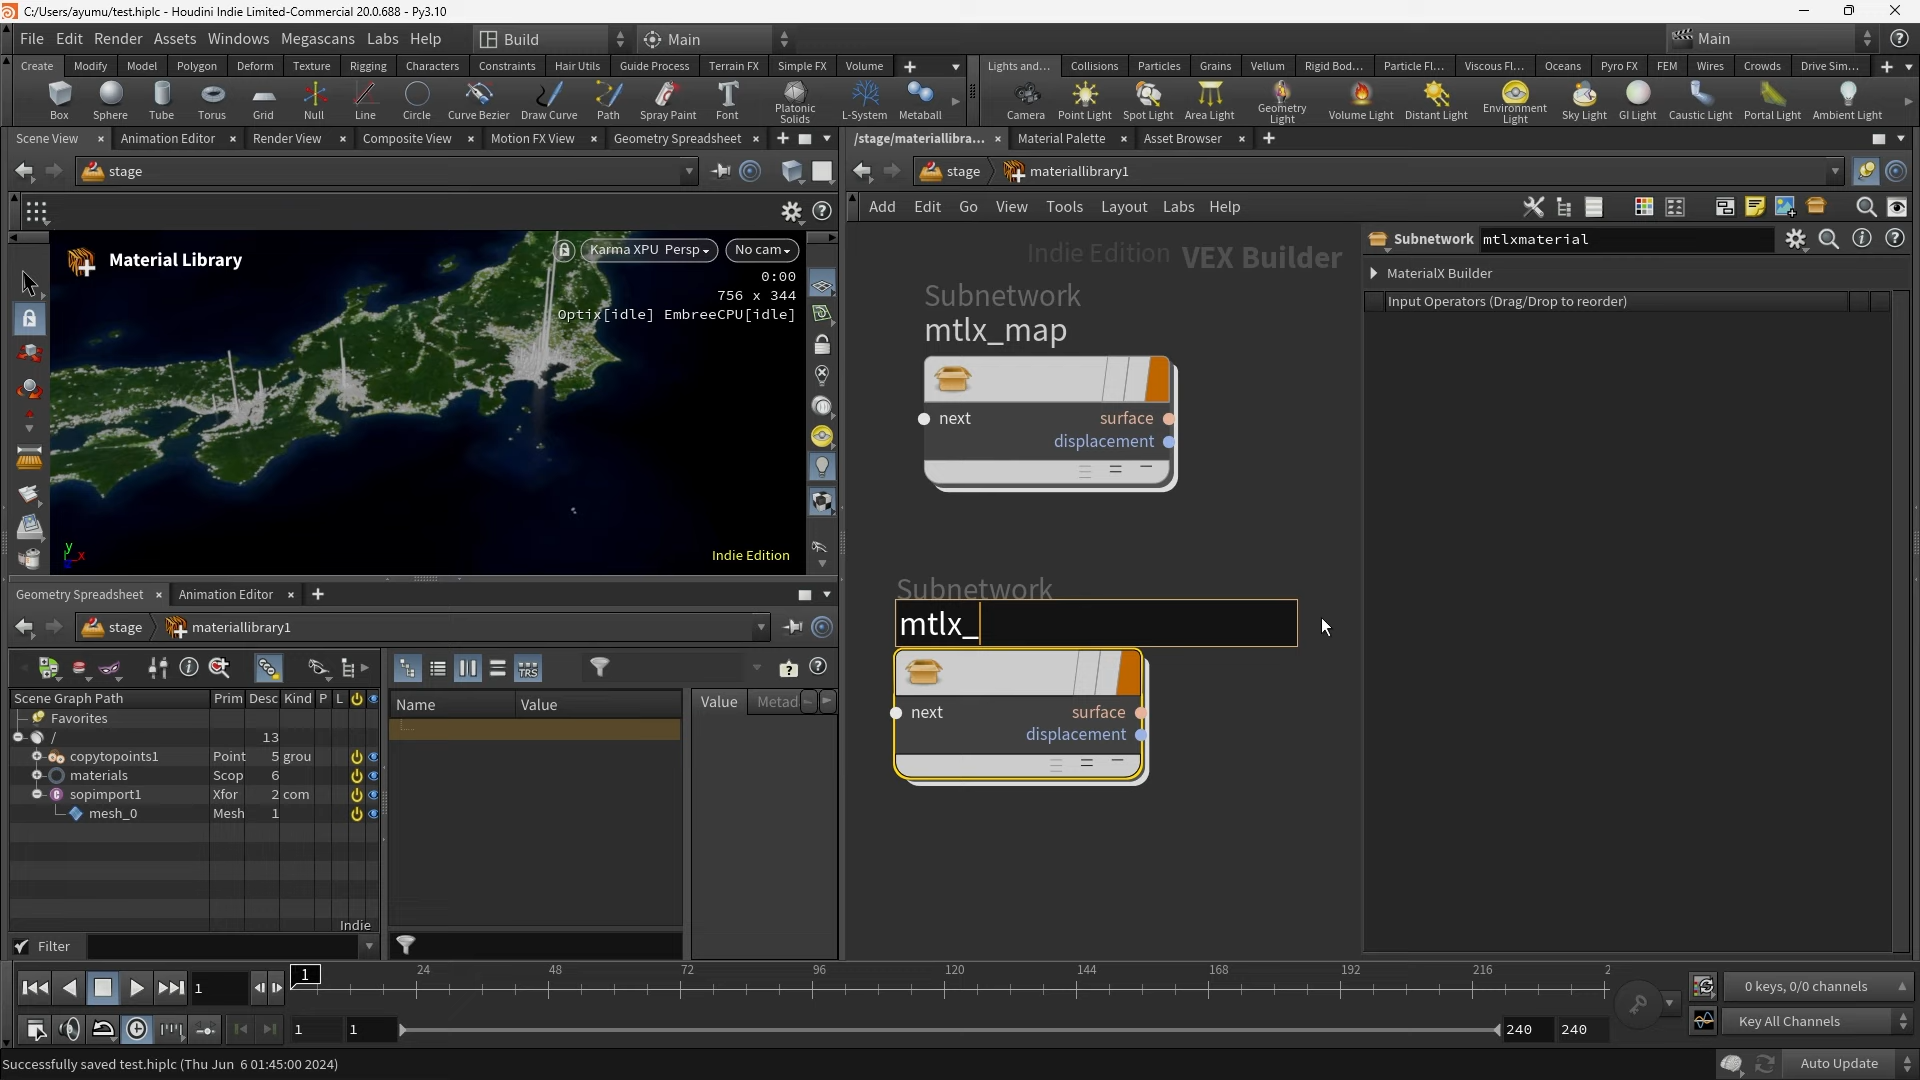 C:/Users/ayumu/test.hiplc - Houdini Indie Limited-Commercial 20.0.688 - Py3.10
File Edit Render Assets Windows Megascans Labs Help Build Main Main
Create Modify Model Polygon Deform Texture Rigging Characters Constraints Hair Utils Guide Process Terrain FX Simple FX Volume
Lights and... Collisions Particles Grains Vellum Rigid Bod... Particle Fl... Viscous Fl... Oceans Pyro FX FEM Wires Crowds Drive Sim...
Box Sphere Tube Torus Grid Null Line Circle Curve Bezier Draw Curve Path Spray Paint Font Platonic Solids L-System Metaball
Camera Point Light Spot Light Area Light Geometry Light Volume Light Distant Light Environment Light Sky Light GI Light Caustic Light Portal Light Ambient Light
Scene View Animation Editor Render View Composite View Motion FX View Geometry Spreadsheet
/stage/materiallibra... Material Palette Asset Browser
stage
stage materiallibrary1
Add Edit Go View Tools Layout Labs Help
Material Library
Karma XPU Persp No cam
0:00
756 x 344
Optix[idle] EmbreeCPU[idle]
y
x
Indie Edition
Indie Edition VEX Builder
Subnetwork
mtlx_map
next surface
displacement
Subnetwork
mtlx_
next surface
displacement
Subnetwork mtlxmaterial
MaterialX Builder
Input Operators (Drag/Drop to reorder)
Geometry Spreadsheet Animation Editor
stage materiallibrary1
Scene Graph Path Prim Desc Kind P L
Favorites
/ 13
copytopoints1 Point 5 grou
materials Scop 6
sopimport1 Xfor 2 com
mesh_0 Mesh 1
Indie
Filter
TRS
Name Value
Value Metad
1
1 24 48 72 96 120 144 168 192 216 2
1 1 240 240
0 keys, 0/0 channels
Key All Channels
Successfully saved test.hiplc (Thu Jun 6 01:45:00 2024)
Auto Update